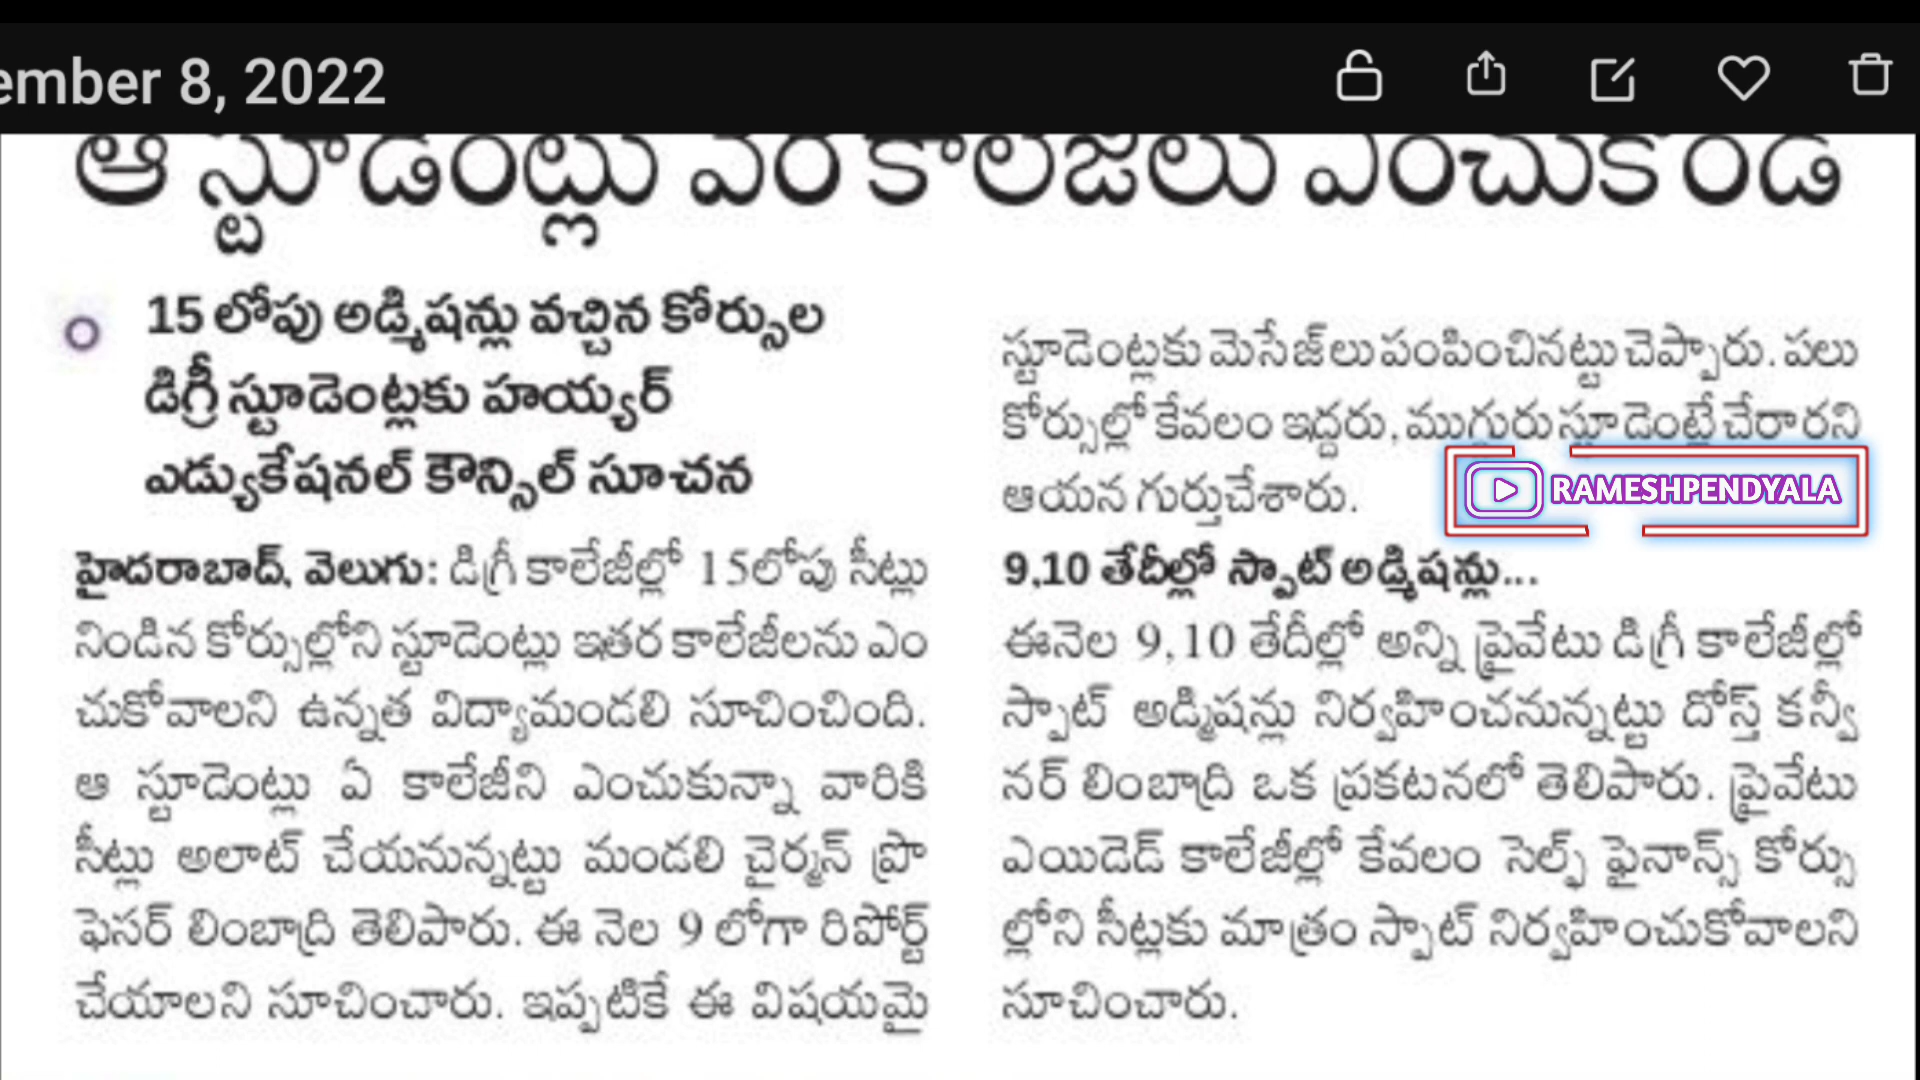 ember 8, 2022
ఆ స్టూడెంట్లు వేరే కాలేజీలు ఎంచుకోండి
15 లోపు అడ్మిషన్లు వచ్చిన కోర్సుల
డిగ్రీ స్టూడెంట్లకు హయ్యర్
ఎడ్యుకేషనల్ కౌన్సిల్ సూచన
హైదరాబాద్, వెలుగు: డిగ్రీ కాలేజీల్లో 15లోపు సీట్లు
నిండిన కోర్సుల్లోని స్టూడెంట్లు ఇతర కాలేజీలను ఎం
చుకోవాలని ఉన్నత విద్యామండలి సూచించింది.
ఆ స్టూడెంట్లు ఏ కాలేజీని ఎంచుకున్నా వారికి
సీట్లు అలాట్ చేయనున్నట్టు మండలి చైర్మన్ ప్రొ
ఫెసర్ లింబాద్రి తెలిపారు. ఈ నెల 9 లోగా రిపోర్ట్
చేయాలని సూచించారు. ఇప్పటికే ఈ విషయమై
స్టూడెంట్లకు మెసేజ్‌లు పంపించినట్టు చెప్పారు. పలు
కోర్సుల్లో కేవలం ఇద్దరు, ముగ్గురు స్టూడెంట్లే చేరారని
ఆయన గుర్తుచేశారు.
RAMESHPENDYALA
9,10 తేదీల్లో స్పాట్ అడ్మిషన్లు...
ఈనెల 9,10 తేదీల్లో అన్ని ప్రైవేటు డిగ్రీ కాలేజీల్లో
స్పాట్ అడ్మిషన్లు నిర్వహించనున్నట్టు దోస్త్ కన్వీ
నర్ లింబాద్రి ఒక ప్రకటనలో తెలిపారు. ప్రైవేటు
ఎయిడెడ్ కాలేజీల్లో కేవలం సెల్ఫ్ ఫైనాన్స్ కోర్సు
ల్లోని సీట్లకు మాత్రం స్పాట్ నిర్వహించుకోవాలని
సూచించారు.